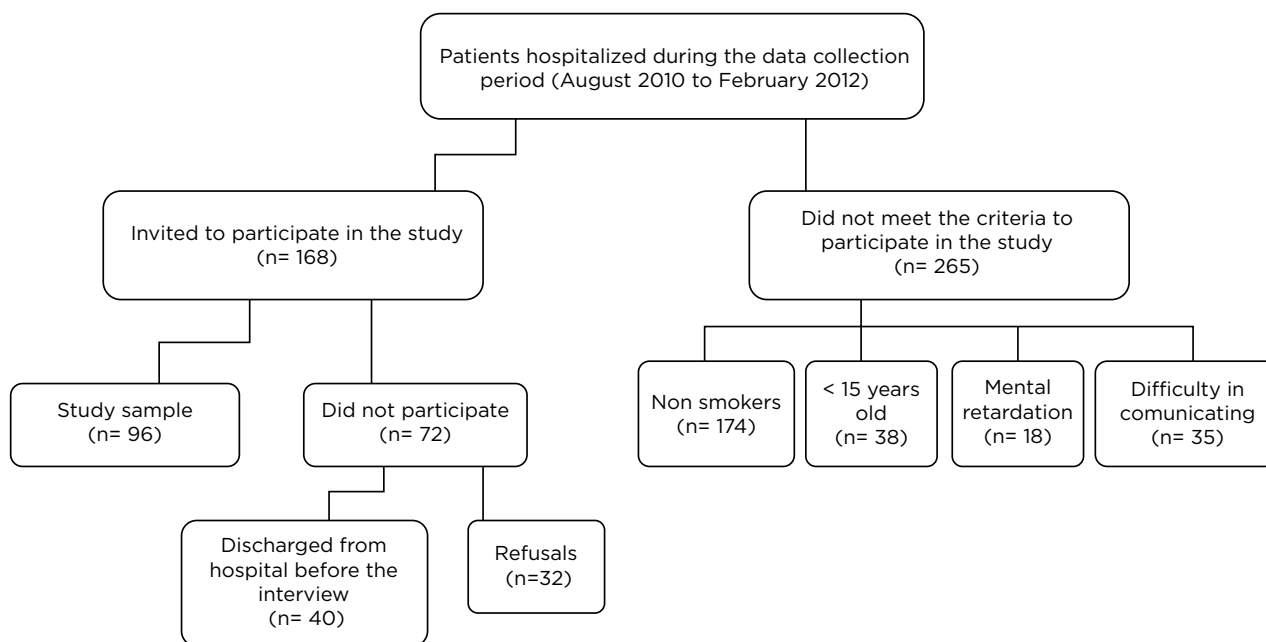 Patients hospitalized during the data collection
period (August 2010 to February 2012)
Invited to participate in the study
(n= 168)
Did not meet the criteria to
participate in the study
(n= 265)
Study sample
(n= 96)
Did not participate
(n= 72)
Non smokers
(n= 174)
< 15 years
old
(n= 38)
Mental
retardation
(n= 18)
Difficulty in
comunicating
(n= 35)
Discharged from
hospital before the
interview
(n= 40)
Refusals
(n=32)